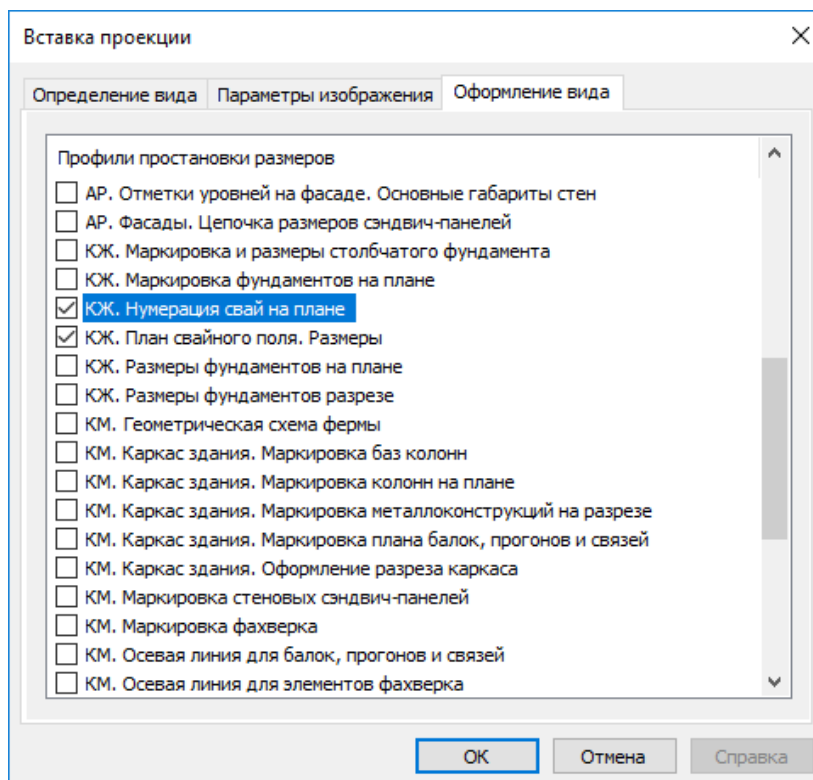 Вставка проекции
Определение вида Параметры изображения Оформление вида
Профили простановки размеров
АР. Отметки уровней на фасаде. Основные габариты стен
АР. Фасады. Цепочка размеров сэндвич-панелей
КЖ. Маркировка и размеры столбчатого фундамента
КЖ. Маркировка фундаментов на плане
КЖ. Нумерация свай на плане
КЖ. План свайного поля. Размеры
КЖ. Размеры фундаментов на плане
КЖ. Размеры фундаментов разрезе
КМ. Геометрическая схема фермы
КМ. Каркас здания. Маркировка баз колонн
КМ. Каркас здания. Маркировка колонн на плане
КМ. Каркас здания. Маркировка металлоконструкций на разрезе
КМ. Каркас здания. Маркировка плана балок, прогонов и связей
КМ. Каркас здания. Оформление разреза каркаса
КМ. Маркировка стеновых сэндвич-панелей
КМ. Маркировка фахверка
КМ. Осевая линия для балок, прогонов и связей
КМ. Осевая линия для элементов фахверка
ОК Отмена Справка